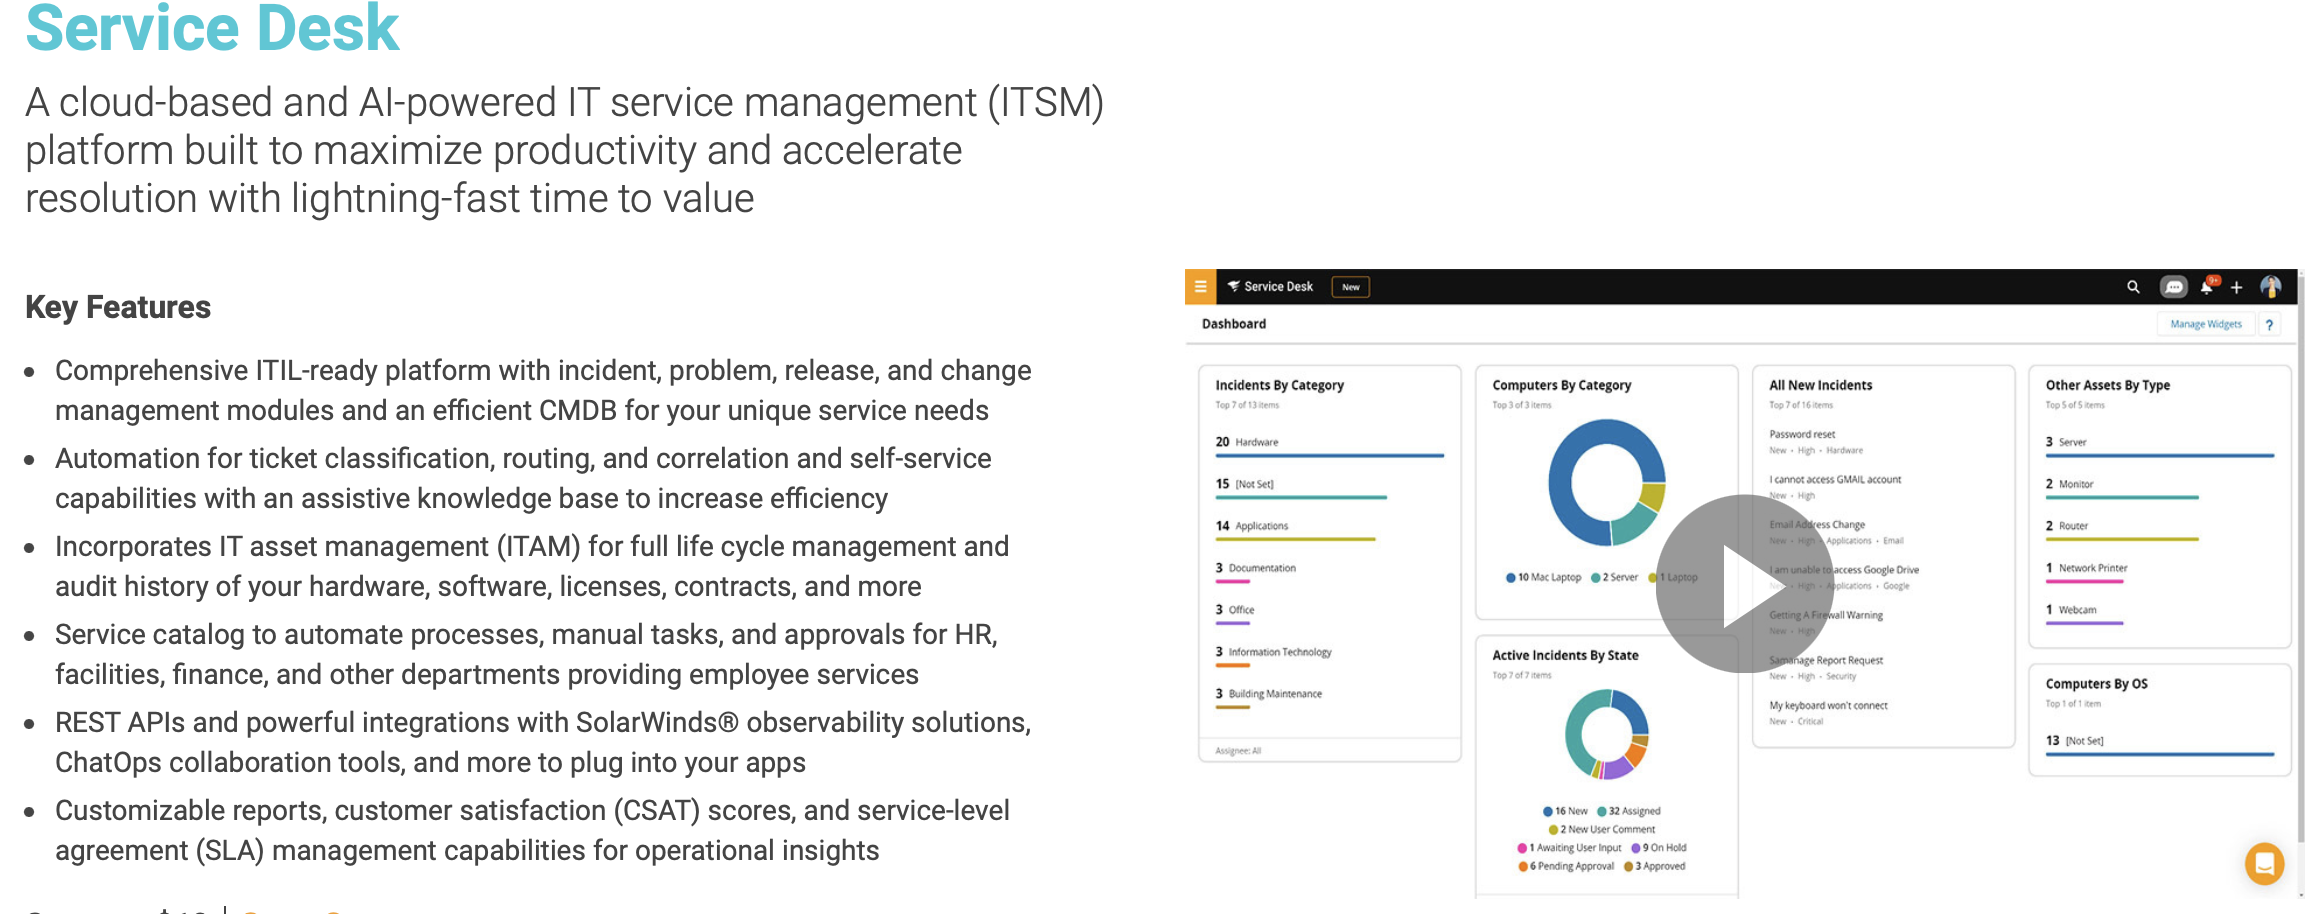 Service Desk
A cloud-based and AI-powered IT service management (ITSM)
platform built to maximize productivity and accelerate
resolution with lightning-fast time to value
Key Features
Comprehensive ITIL-ready platform with incident, problem, release, and change
management modules and an efficient CMDB for your unique service needs
Automation for ticket classification, routing, and correlation and self-service
capabilities with an assistive knowledge base to increase efficiency
Incorporates IT asset management (ITAM) for full life cycle management and
audit history of your hardware, software, licenses, contracts, and more
Service catalog to automate processes, manual tasks, and approvals for HR,
facilities, finance, and other departments providing employee services
REST APIs and powerful integrations with SolarWinds® observability solutions,
ChatOps collaboration tools, and more to plug into your apps
Customizable reports, customer satisfaction (CSAT) scores, and service-level
agreement (SLA) management capabilities for operational insights
Service Desk New 9+
Dashboard Manage Widgets ?
Incidents By Category
Top 7 of 13 items
20 Hardware
15 [Not Set]
14 Applications
3 Documentation
3 Office
3 Information Technology
3 Building Maintenance
Assignee: All
Computers By Category
Top 3 of 3 items
10 Mac Laptop 2 Server 1 Laptop
Active Incidents By State
Top 7 of 7 items
16 New 32 Assigned
2 New User Comment
1 Awaiting User Input 9 On Hold
6 Pending Approval 3 Approved
All New Incidents
Top 7 of 16 items
Password reset
New • High • Hardware
I cannot access GMAIL account
New • High
Email Address Change
New • High • Applications • Email
I am unable to access Google Drive
New • High • Applications • Google
Getting A Firewall Warning
New • High
Samanage Report Request
New • High • Security
My keyboard won't connect
New • Critical
Other Assets By Type
Top 5 of 5 items
3 Server
2 Monitor
2 Router
1 Network Printer
1 Webcam
Computers By OS
Top 1 of 1 item
13 [Not Set]